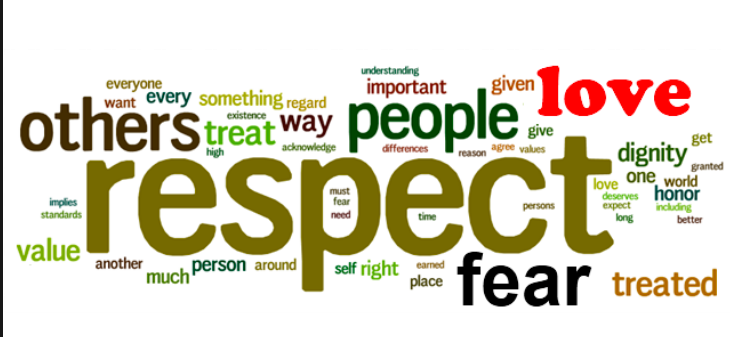 understanding
everyone
important
given
love
want
every
something
regard
others
existence
treat
way
people
give
high
acknowledge
differences
reason
agree
values
get
dignity
respect
granted
one
world
love
honor
must
fear
need
deserves
expect
including
long
better
implies
standards
time
persons
value
another
much
person
around
self
right
earned
place
fear
treated